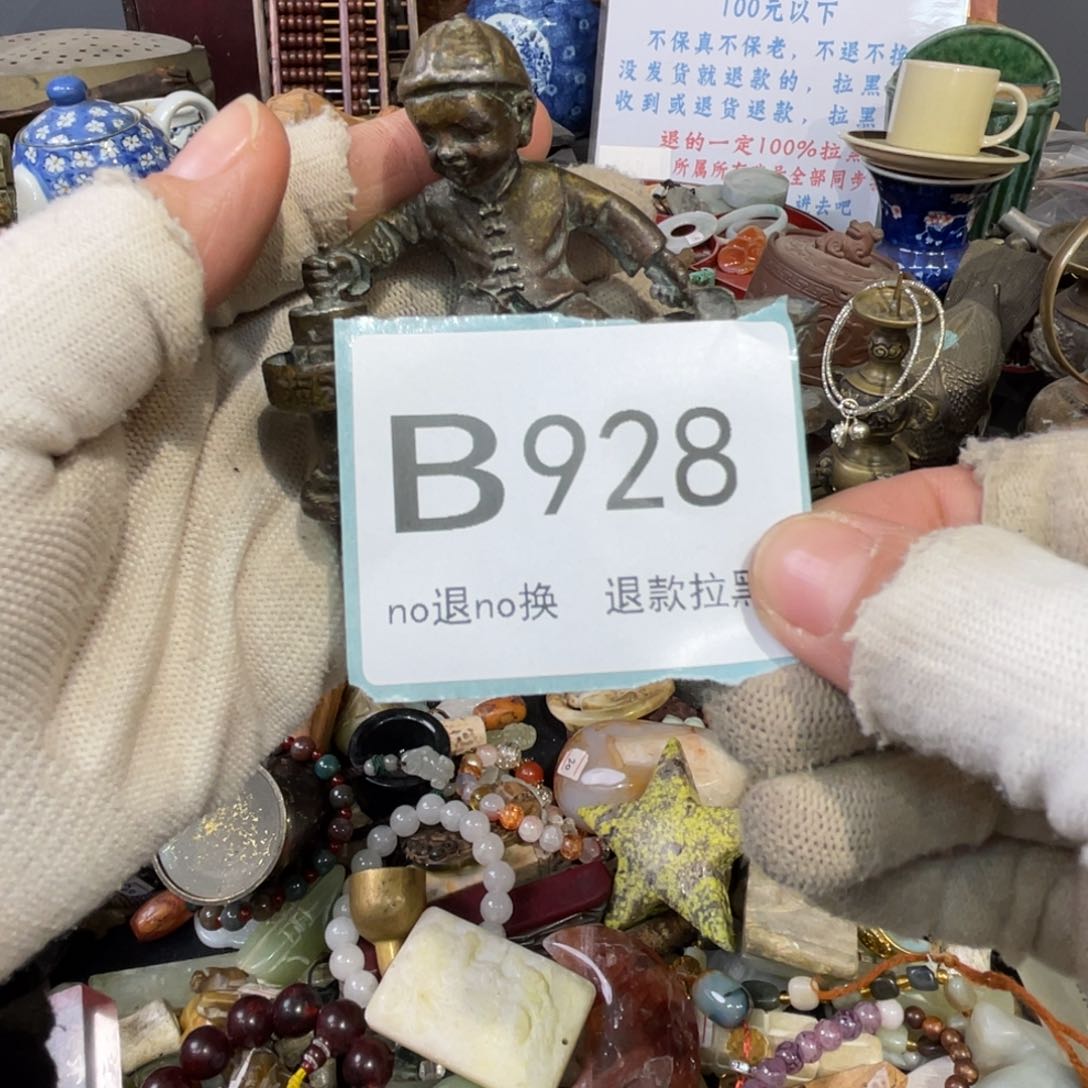 100元以下
不保真不保老，不退不换
没发货就退款的，拉黑
收到或退货退款，拉黑
退的一定100%拉黑
所属所有 全部同步
进去吧
B928
no退no换 退款拉黑
20